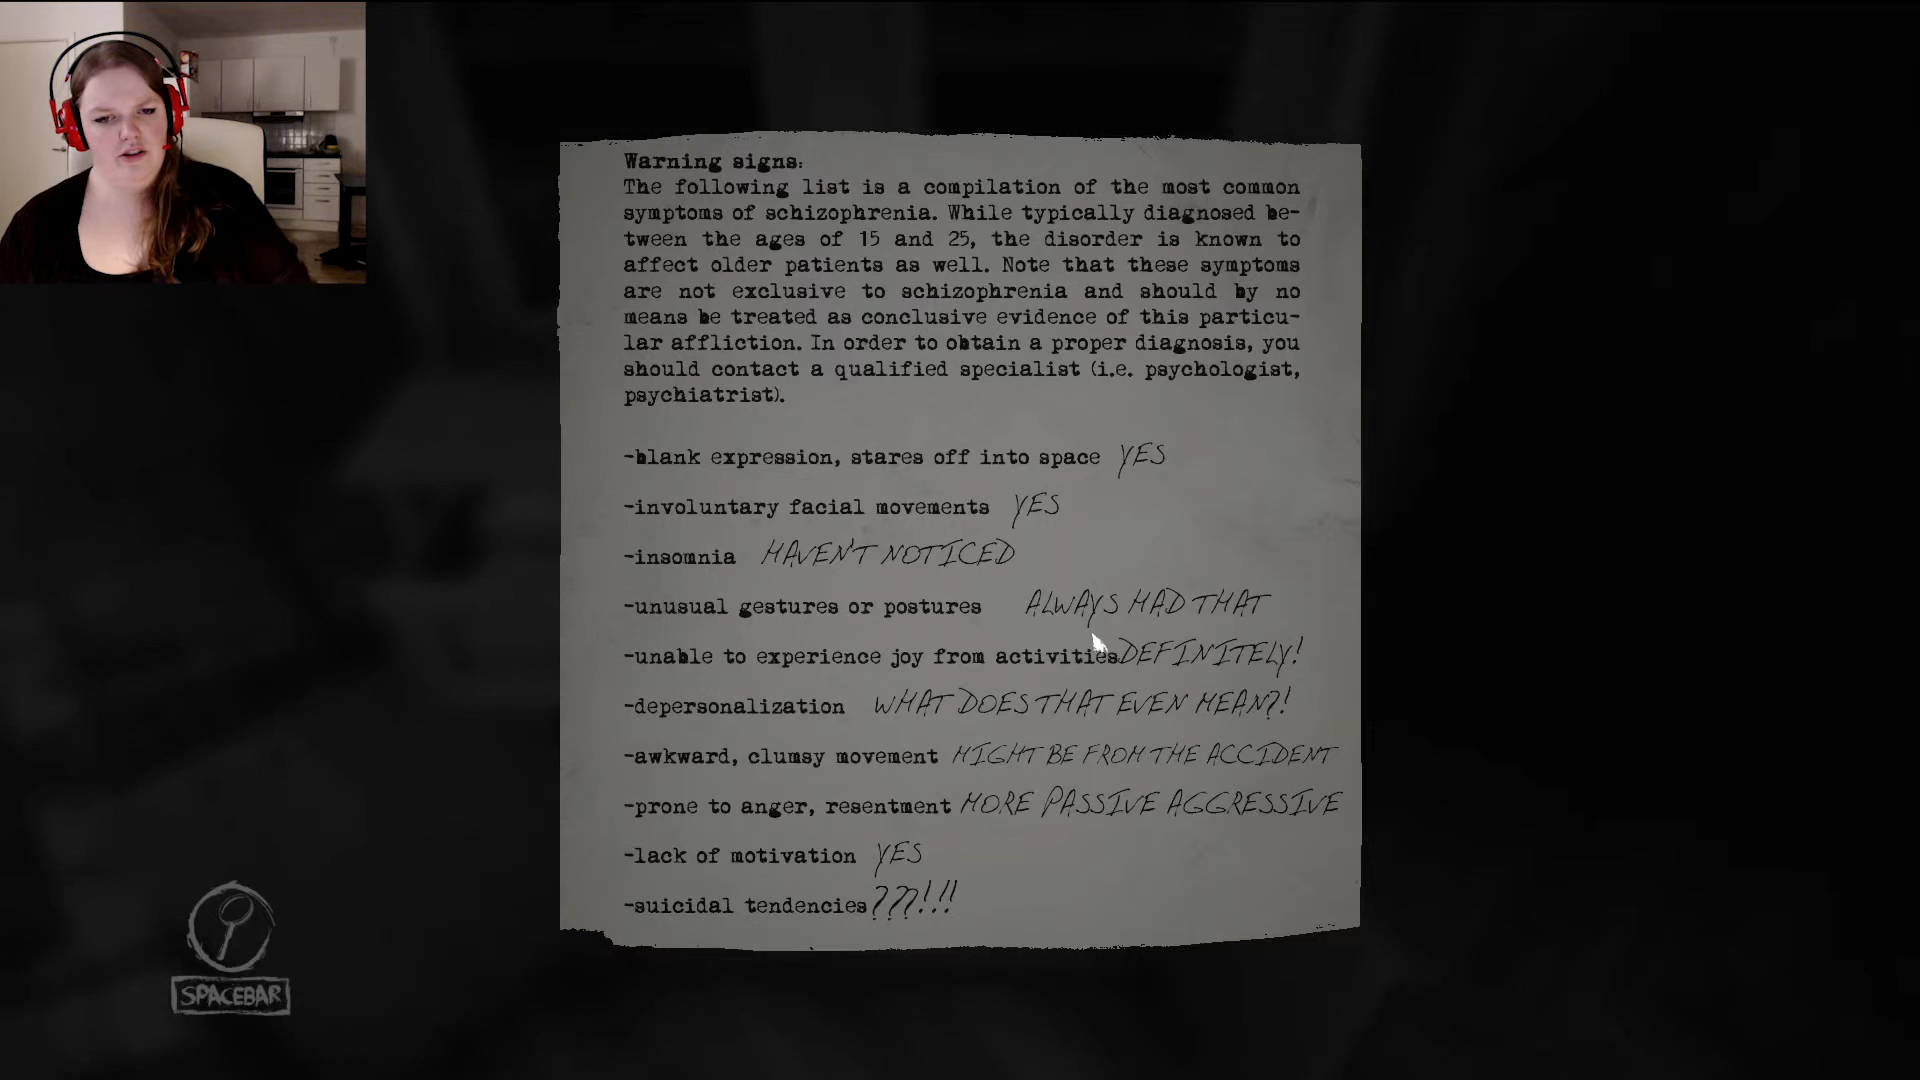 Warning signs:
The following list is a compilation of the most common
symptoms of schizophrenia. While typically diagnosed be-
tween the ages of 15 and 25, the disorder is known to
affect older patients as well. Note that these symptoms
are not exclusive to schizophrenia and should by no
means be treated as conclusive evidence of this particu-
lar affliction. In order to obtain a proper diagnosis, you
should contact a qualified specialist (i.e. psychologist,
psychiatrist).
-blank expression, stares off into space YES
-involuntary facial movements YES
-insomnia HAVEN'T NOTICED
-unusual gestures or postures ALWAYS HAD THAT
-unable to experience joy from activities DEFINITELY!
-depersonalization WHAT DOES THAT EVEN MEAN?!
-awkward, clumsy movement MIGHT BE FROM THE ACCIDENT
-prone to anger, resentment MORE PASSIVE AGGRESSIVE
-lack of motivation YES
-suicidal tendencies ???!!!
SPACEBAR